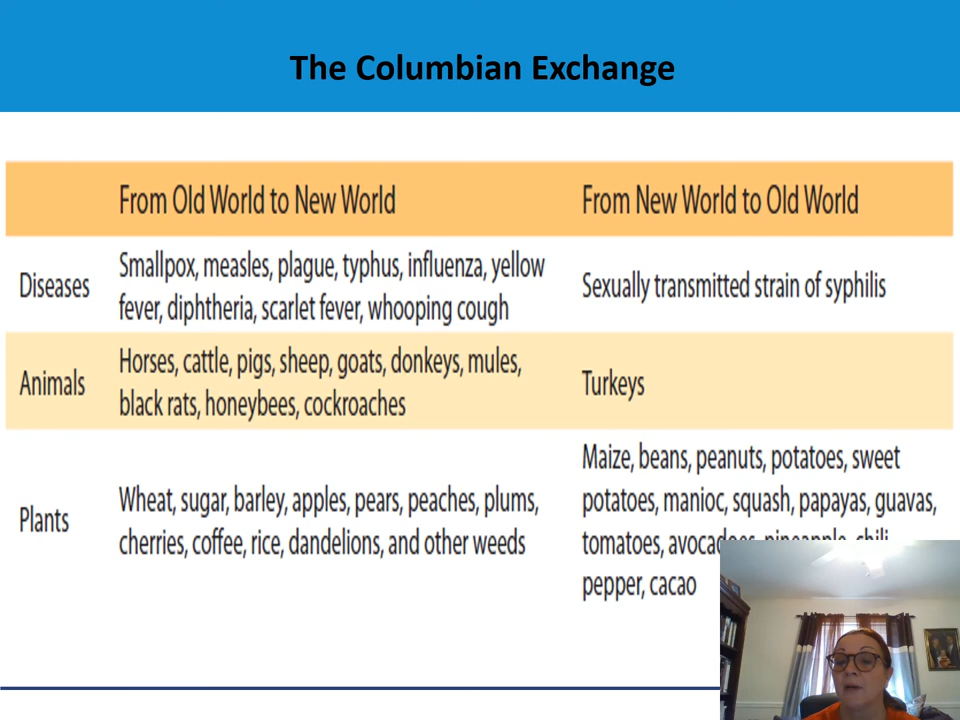 The Columbian Exchange
From Old World to New World
From New World to Old World
Diseases
Smallpox, measles, plague, typhus, influenza, yellow
fever, diphtheria, scarlet fever, whooping cough
Sexually transmitted strain of syphilis
Animals
Horses, cattle, pigs, sheep, goats, donkeys, mules,
black rats, honeybees, cockroaches
Turkeys
Plants
Wheat, sugar, barley, apples, pears, peaches, plums,
cherries, coffee, rice, dandelions, and other weeds
Maize, beans, peanuts, potatoes, sweet
potatoes, manioc, squash, papayas, guavas,
tomatoes, avocadoes, pineapple, chili
pepper, cacao